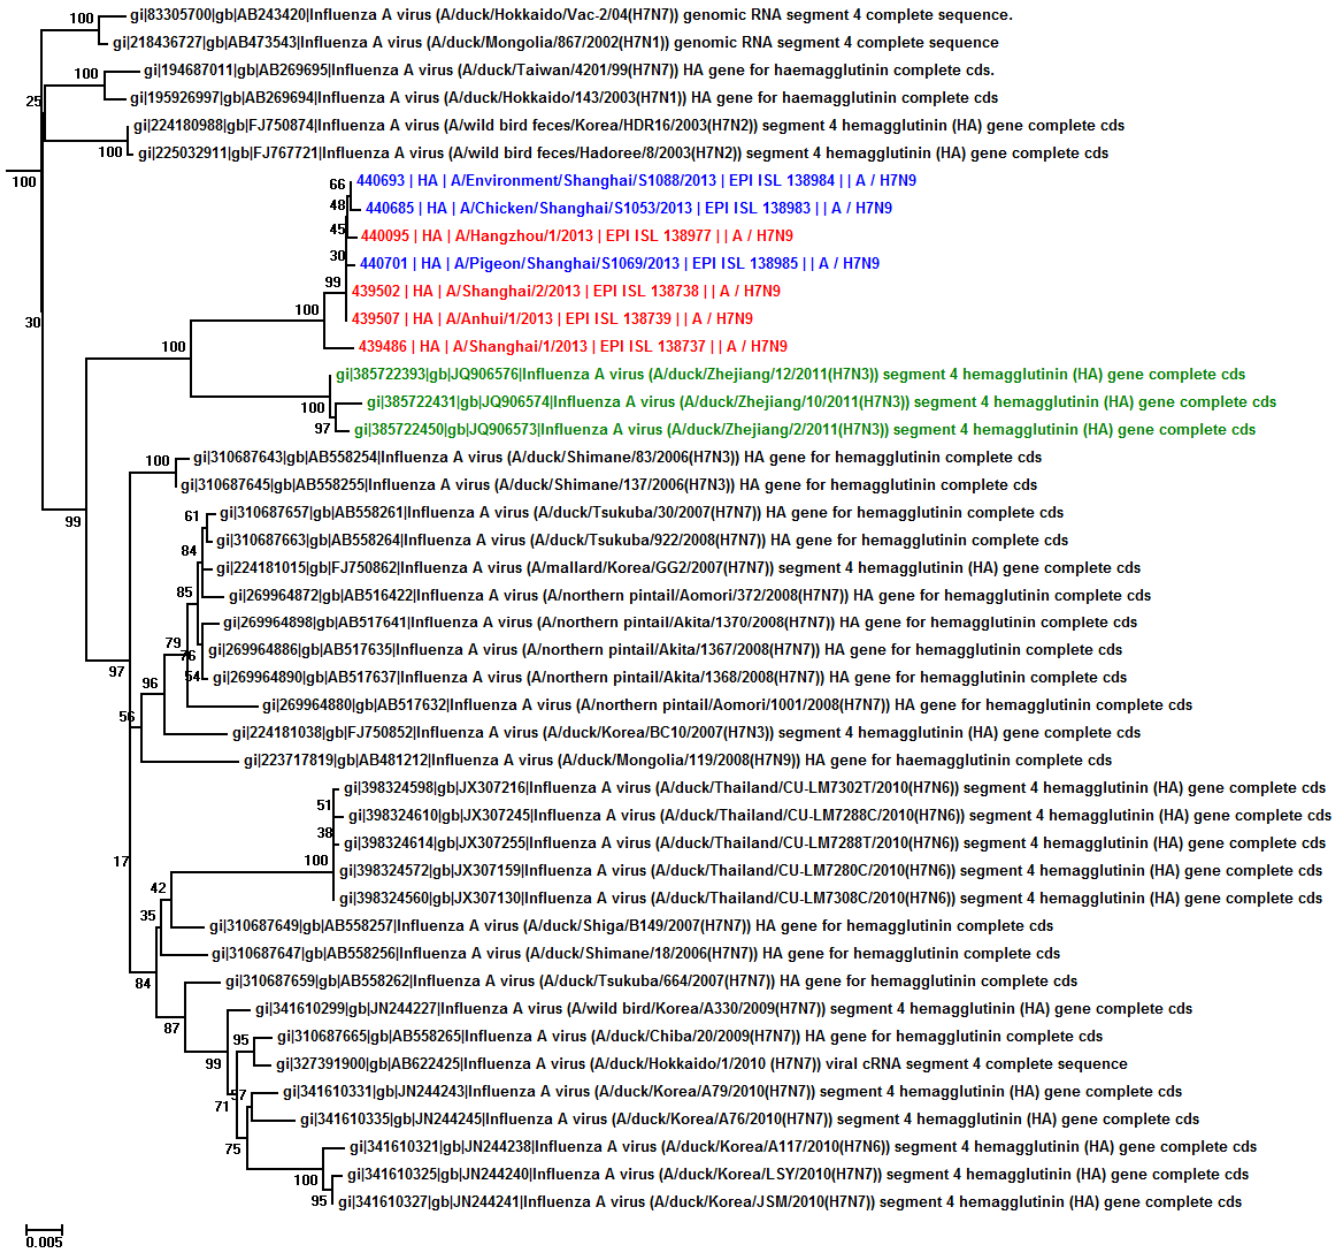 100
gi|83305700|gb|AB243420|Influenza A virus (A/duck/Hokkaido/Vac-2/04(H7N7)) genomic RNA segment 4 complete sequence.
gi|218436727|gb|AB473543|Influenza A virus (A/duck/Mongolia/867/2002(H7N1)) genomic RNA segment 4 complete sequence
100
gi|194687011|gb|AB269695|Influenza A virus (A/duck/Taiwan/4201/99(H7N7)) HA gene for haemagglutinin complete cds.
25
gi|195926997|gb|AB269694|Influenza A virus (A/duck/Hokkaido/143/2003(H7N1)) HA gene for haemagglutinin complete cds
gi|224180988|gb|FJ750874|Influenza A virus (A/wild bird feces/Korea/HDR16/2003(H7N2)) segment 4 hemagglutinin (HA) gene complete cds
100
gi|225032911|gb|FJ767721|Influenza A virus (A/wild bird feces/Hadoree/8/2003(H7N2)) segment 4 hemagglutinin (HA) gene complete cds
100
66
440693 | HA | A/Environment/Shanghai/S1088/2013 | EPI ISL 138984 | | A / H7N9
48
440685 | HA | A/Chicken/Shanghai/S1053/2013 | EPI ISL 138983 | | A / H7N9
45
440095 | HA | A/Hangzhou/1/2013 | EPI ISL 138977 | | A / H7N9
30
440701 | HA | A/Pigeon/Shanghai/S1069/2013 | EPI ISL 138985 | | A / H7N9
99
439502 | HA | A/Shanghai/2/2013 | EPI ISL 138738 | | A / H7N9
100
30
439507 | HA | A/Anhui/1/2013 | EPI ISL 138739 | | A / H7N9
100
439486 | HA | A/Shanghai/1/2013 | EPI ISL 138737 | | A / H7N9
gi|385722393|gb|JQ906576|Influenza A virus (A/duck/Zhejiang/12/2011(H7N3)) segment 4 hemagglutinin (HA) gene complete cds
100
gi|385722431|gb|JQ906574|Influenza A virus (A/duck/Zhejiang/10/2011(H7N3)) segment 4 hemagglutinin (HA) gene complete cds
97
gi|385722450|gb|JQ906573|Influenza A virus (A/duck/Zhejiang/2/2011(H7N3)) segment 4 hemagglutinin (HA) gene complete cds
100
gi|310687643|gb|AB558254|Influenza A virus (A/duck/Shimane/83/2006(H7N3)) HA gene for hemagglutinin complete cds
gi|310687645|gb|AB558255|Influenza A virus (A/duck/Shimane/137/2006(H7N3)) HA gene for hemagglutinin complete cds
99
61
gi|310687657|gb|AB558261|Influenza A virus (A/duck/Tsukuba/30/2007(H7N7)) HA gene for hemagglutinin complete cds
84
gi|310687663|gb|AB558264|Influenza A virus (A/duck/Tsukuba/922/2008(H7N7)) HA gene for hemagglutinin complete cds
gi|224181015|gb|FJ750862|Influenza A virus (A/mallard/Korea/GG2/2007(H7N7)) segment 4 hemagglutinin (HA) gene complete cds
85
gi|269964872|gb|AB516422|Influenza A virus (A/northern pintail/Aomori/372/2008(H7N7)) HA gene for hemagglutinin complete cds
gi|269964898|gb|AB517641|Influenza A virus (A/northern pintail/Akita/1370/2008(H7N7)) HA gene for hemagglutinin complete cds
79
76
gi|269964886|gb|AB517635|Influenza A virus (A/northern pintail/Akita/1367/2008(H7N7)) HA gene for hemagglutinin complete cds
97
54
gi|269964890|gb|AB517637|Influenza A virus (A/northern pintail/Akita/1368/2008(H7N7)) HA gene for hemagglutinin complete cds
96
gi|269964880|gb|AB517632|Influenza A virus (A/northern pintail/Aomori/1001/2008(H7N7)) HA gene for hemagglutinin complete cds
56
gi|224181038|gb|FJ750852|Influenza A virus (A/duck/Korea/BC10/2007(H7N3)) segment 4 hemagglutinin (HA) gene complete cds
gi|223717819|gb|AB481212|Influenza A virus (A/duck/Mongolia/119/2008(H7N9)) HA gene for haemagglutinin complete cds
gi|398324598|gb|JX307216|Influenza A virus (A/duck/Thailand/CU-LM7302T/2010(H7N6)) segment 4 hemagglutinin (HA) gene complete cds
51
gi|398324610|gb|JX307245|Influenza A virus (A/duck/Thailand/CU-LM7288C/2010(H7N6)) segment 4 hemagglutinin (HA) gene complete cds
38
gi|398324614|gb|JX307255|Influenza A virus (A/duck/Thailand/CU-LM7288T/2010(H7N6)) segment 4 hemagglutinin (HA) gene complete cds
17
100
gi|398324572|gb|JX307159|Influenza A virus (A/duck/Thailand/CU-LM7280C/2010(H7N6)) segment 4 hemagglutinin (HA) gene complete cds
42
gi|398324560|gb|JX307130|Influenza A virus (A/duck/Thailand/CU-LM7308C/2010(H7N6)) segment 4 hemagglutinin (HA) gene complete cds
35
gi|310687649|gb|AB558257|Influenza A virus (A/duck/Shiga/B149/2007(H7N7)) HA gene for hemagglutinin complete cds
gi|310687647|gb|AB558256|Influenza A virus (A/duck/Shimane/18/2006(H7N7)) HA gene for hemagglutinin complete cds
84
gi|310687659|gb|AB558262|Influenza A virus (A/duck/Tsukuba/664/2007(H7N7)) HA gene for hemagglutinin complete cds
87
gi|341610299|gb|JN244227|Influenza A virus (A/wild bird/Korea/A330/2009(H7N7)) segment 4 hemagglutinin (HA) gene complete cds
95
gi|310687665|gb|AB558265|Influenza A virus (A/duck/Chiba/20/2009(H7N7)) HA gene for hemagglutinin complete cds
99
gi|327391900|gb|AB622425|Influenza A virus (A/duck/Hokkaido/1/2010 (H7N7)) viral cRNA segment 4 complete sequence
57
gi|341610331|gb|JN244243|Influenza A virus (A/duck/Korea/A79/2010(H7N7)) segment 4 hemagglutinin (HA) gene complete cds
71
gi|341610335|gb|JN244245|Influenza A virus (A/duck/Korea/A76/2010(H7N7)) segment 4 hemagglutinin (HA) gene complete cds
75
gi|341610321|gb|JN244238|Influenza A virus (A/duck/Korea/A117/2010(H7N6)) segment 4 hemagglutinin (HA) gene complete cds
100
gi|341610325|gb|JN244240|Influenza A virus (A/duck/Korea/LSY/2010(H7N7)) segment 4 hemagglutinin (HA) gene complete cds
95
gi|341610327|gb|JN244241|Influenza A virus (A/duck/Korea/JSM/2010(H7N7)) segment 4 hemagglutinin (HA) gene complete cds
0.005